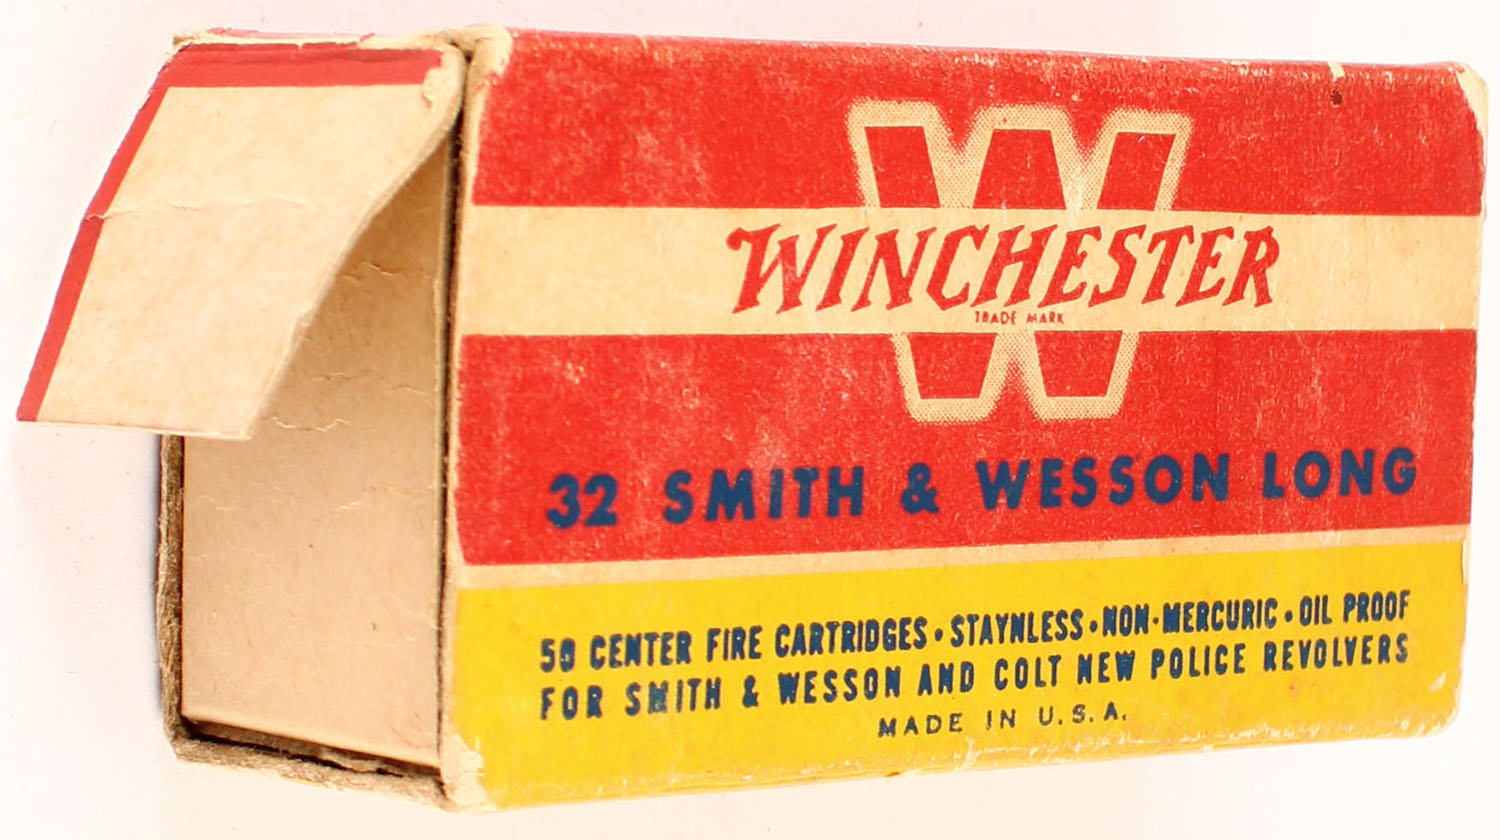 W
WINCHESTER
TRADE MARK
32 SMITH & WESSON LONG
50 CENTER FIRE CARTRIDGES • STAYNLESS • NON-MERCURIC • OIL PROOF
FOR SMITH & WESSON AND COLT NEW POLICE REVOLVERS
MADE IN U.S.A.